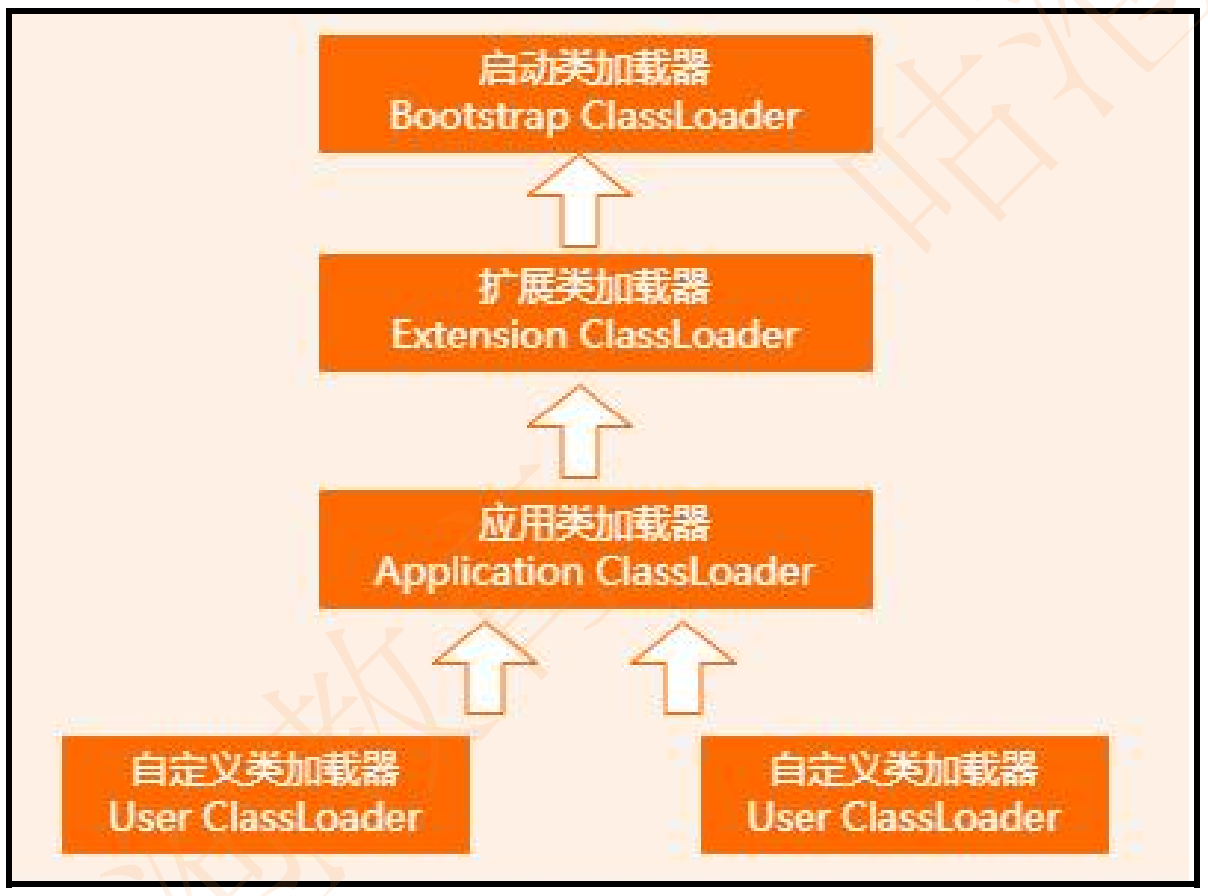 启动类加载器
Bootstrap ClassLoader
扩展类加载器
Extension ClassLoader
应用类加载器
Application ClassLoader
自定义类加载器
User ClassLoader
自定义类加载器
User ClassLoader